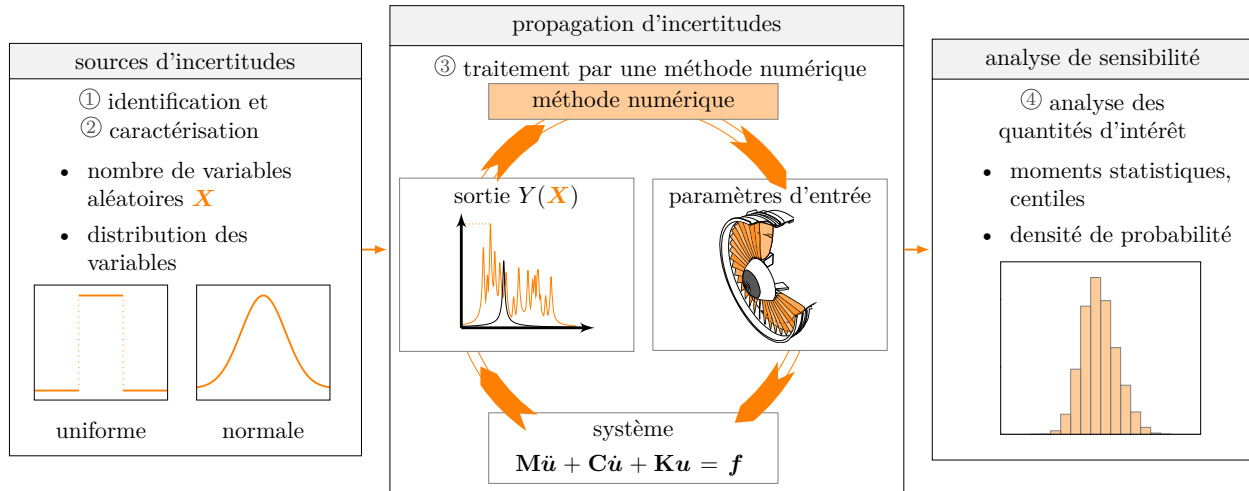 sources d'incertitudes
① identification et
② caractérisation
• nombre de variables
aléatoires X
• distribution des
variables
uniforme
normale
propagation d'incertitudes
③ traitement par une méthode numérique
méthode numérique
sortie Y(X)
paramètres d'entrée
système
Mü + Cu̇ + Ku = f
analyse de sensibilité
④ analyse des
quantités d'intérêt
• moments statistiques,
centiles
• densité de probabilité